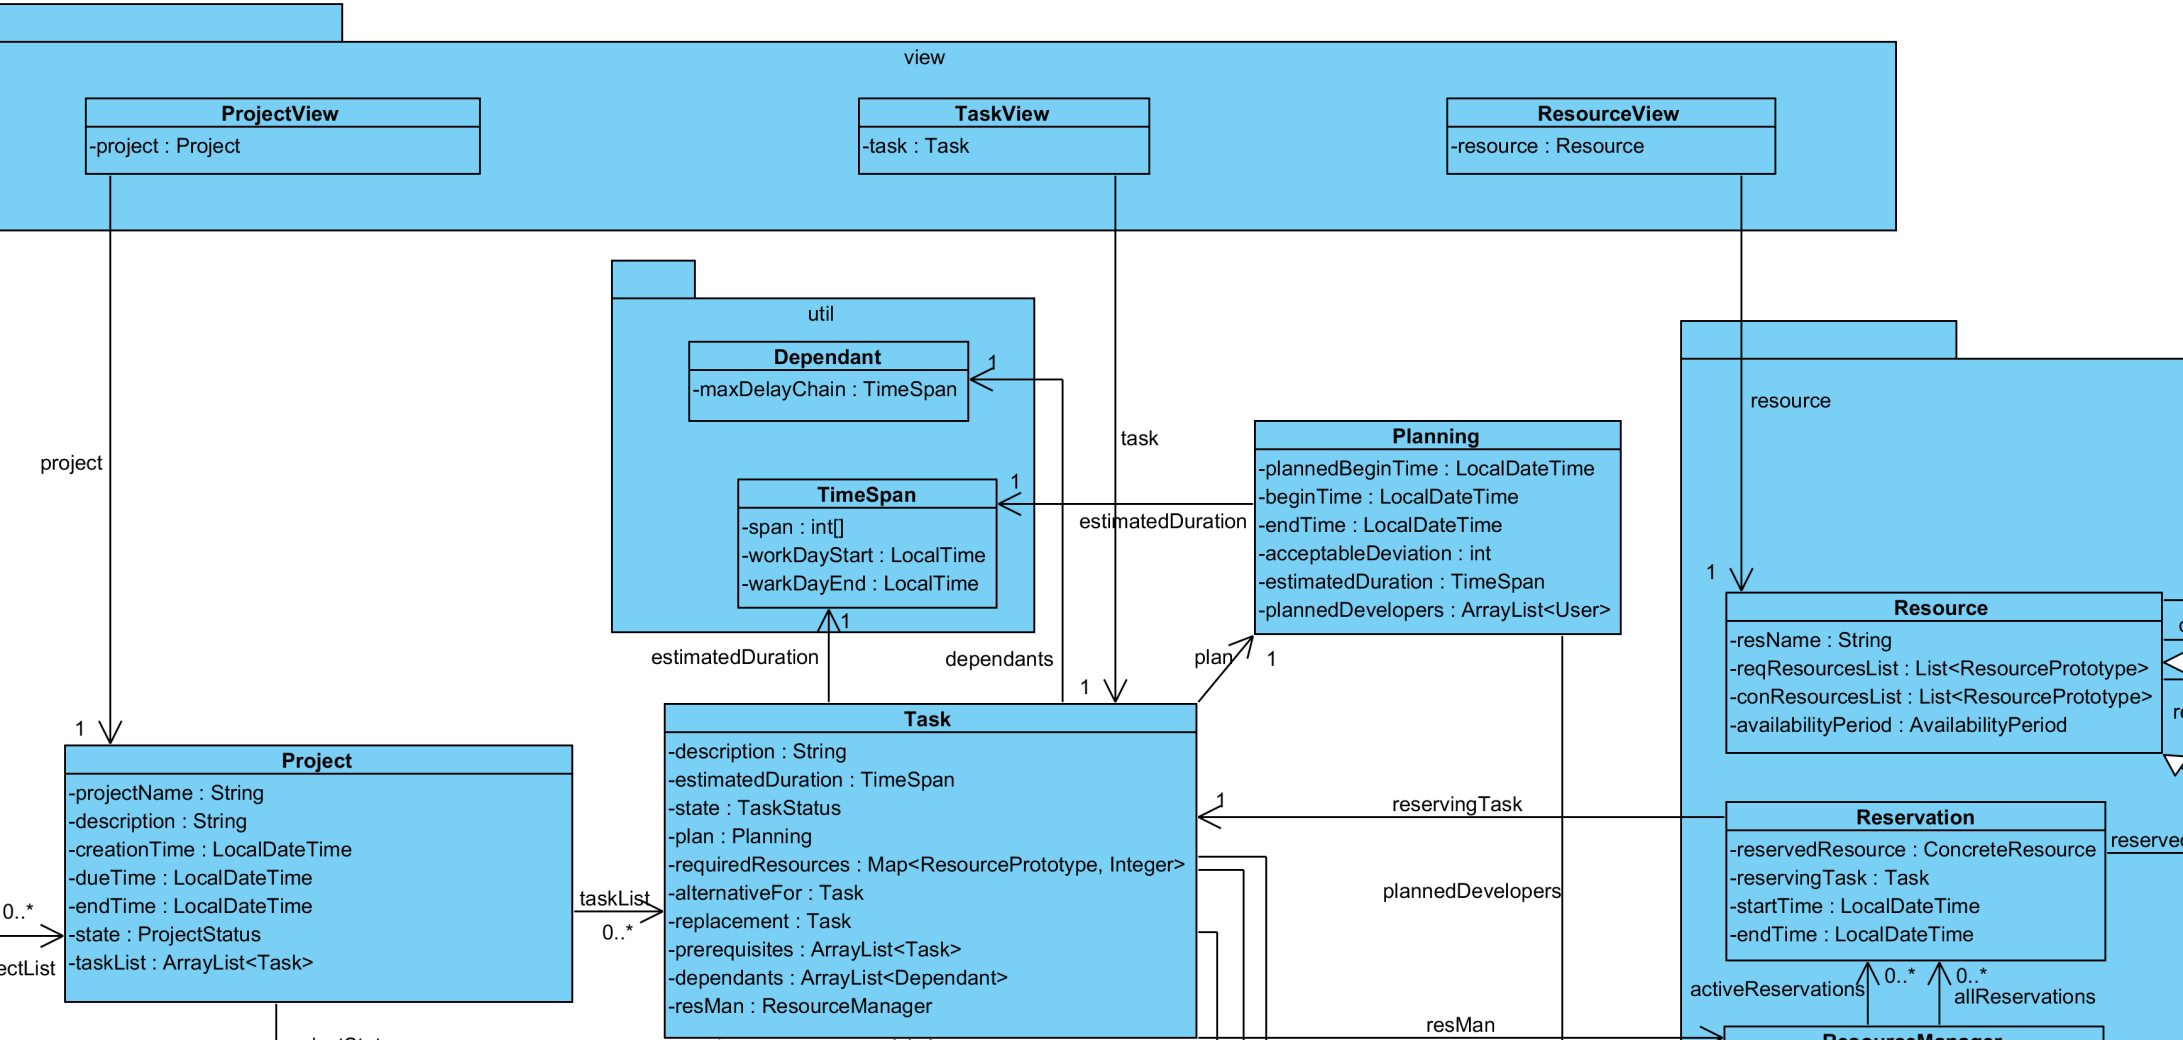 view
ProjectView
-project : Project
TaskView
-task : Task
ResourceView
-resource : Resource
util
Dependant
-maxDelayChain : TimeSpan
1
TimeSpan
-span : int[]
-workDayStart : LocalTime
-warkDayEnd : LocalTime
1
estimatedDuration
1
estimatedDuration
dependants
task
1
project
1
resource
1
Planning
-plannedBeginTime : LocalDateTime
-beginTime : LocalDateTime
-endTime : LocalDateTime
-acceptableDeviation : int
-estimatedDuration : TimeSpan
-plannedDevelopers : ArrayList<User>
plan
1
Resource
-resName : String
-reqResourcesList : List<ResourcePrototype>
-conResourcesList : List<ResourcePrototype>
-availabilityPeriod : AvailabilityPeriod
Project
-projectName : String
-description : String
-creationTime : LocalDateTime
-dueTime : LocalDateTime
-endTime : LocalDateTime
-state : ProjectStatus
-taskList : ArrayList<Task>
0..*
ectList
taskList
0..*
Task
-description : String
-estimatedDuration : TimeSpan
-state : TaskStatus
-plan : Planning
-requiredResources : Map<ResourcePrototype, Integer>
-alternativeFor : Task
-replacement : Task
-prerequisites : ArrayList<Task>
-dependants : ArrayList<Dependant>
-resMan : ResourceManager
1
reservingTask
plannedDevelopers
resMan
Reservation
-reservedResource : ConcreteResource
-reservingTask : Task
-startTime : LocalDateTime
-endTime : LocalDateTime
reserved
activeReservations
0..*
0..*
allReservations
ResourceManager